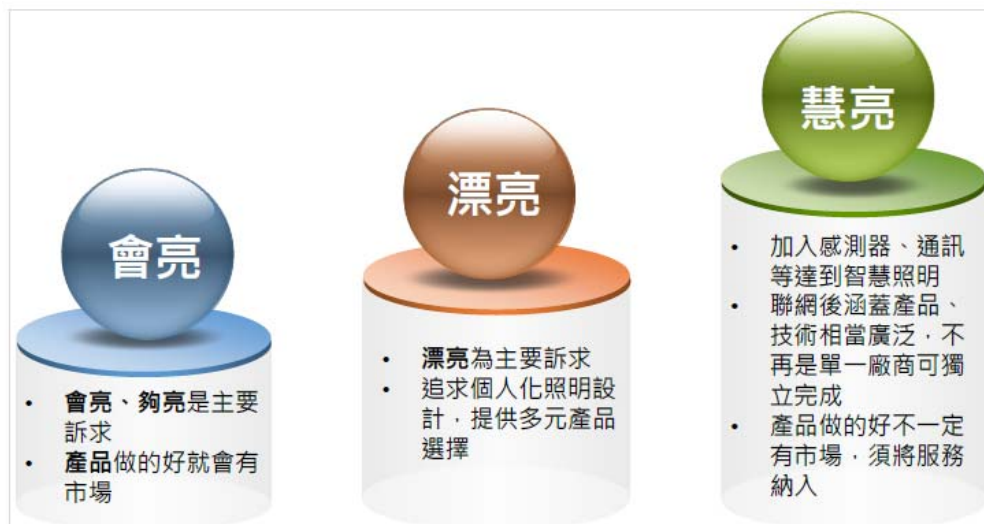 會亮
• 會亮、夠亮是主要
訴求
• 產品做的好就會有
市場
漂亮
• 漂亮為主要訴求
• 追求個人化照明設
計，提供多元產品
選擇
慧亮
• 加入感測器、通訊
等達到智慧照明
• 聯網後涵蓋產品、
技術相當廣泛，不
再是單一廠商可獨
立完成
• 產品做的好不一定
有市場，須將服務
納入